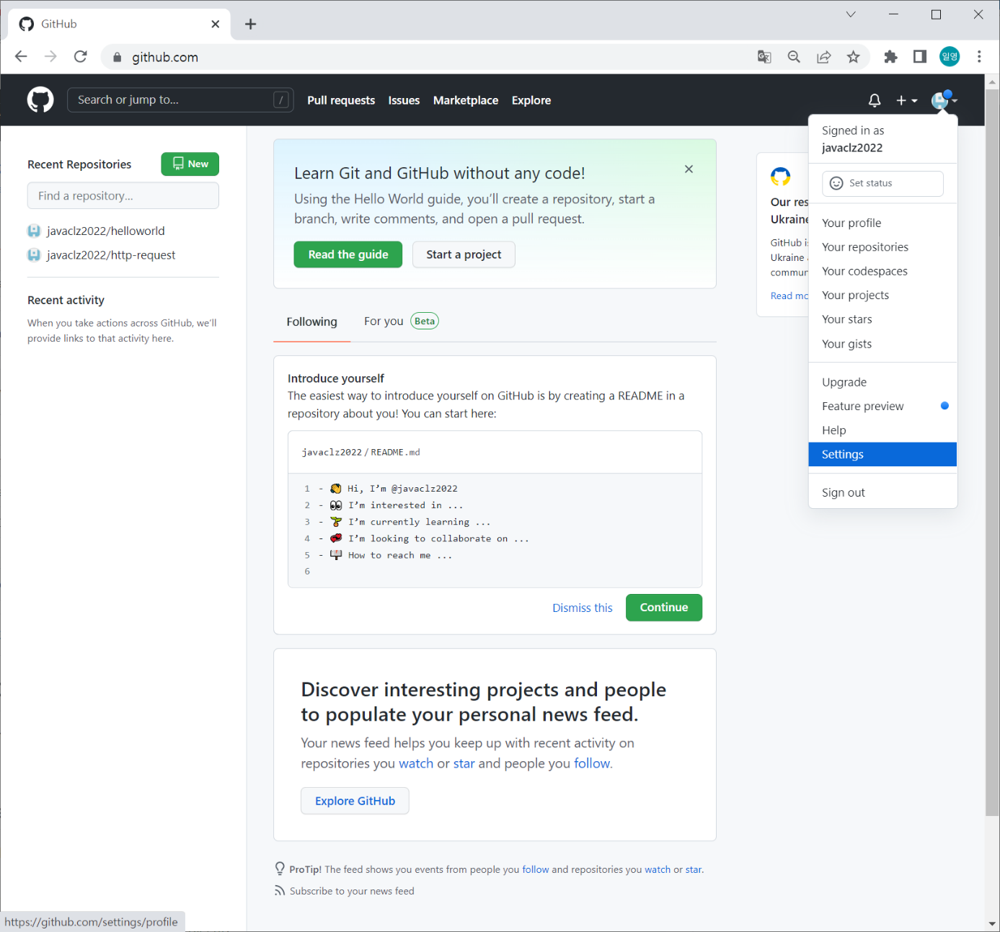 GitHub
github.com
일영
Search or jump to...
/
Pull requests
Issues
Marketplace
Explore
Signed in as
javaclz2022
Set status
Your profile
Your repositories
Your codespaces
Your projects
Your stars
Your gists
Upgrade
Feature preview
Help
Settings
Sign out
Recent Repositories
New
Find a repository...
javaclz2022/helloworld
javaclz2022/http-request
Recent activity
When you take actions across GitHub, we'll
provide links to that activity here.
Learn Git and GitHub without any code!
Using the Hello World guide, you'll create a repository, start a
branch, write comments, and open a pull request.
Read the guide
Start a project
Following
For you
Beta
Introduce yourself
The easiest way to introduce yourself on GitHub is by creating a README in a
repository about you! You can start here:
javaclz2022 / README.md
1 - 👋 Hi, I'm @javaclz2022
2 - 👀 I'm interested in ...
3 - 🌱 I'm currently learning ...
4 - 💞️ I'm looking to collaborate on ...
5 - 📫 How to reach me ...
6
Dismiss this
Continue
Discover interesting projects and people
to populate your personal news feed.
Your news feed helps you keep up with recent activity on
repositories you watch or star and people you follow.
Explore GitHub
ProTip! The feed shows you events from people you follow and repositories you watch or star.
Subscribe to your news feed
Our res
Ukraine
GitHub i
Ukraine
commun
Read mo
https://github.com/settings/profile